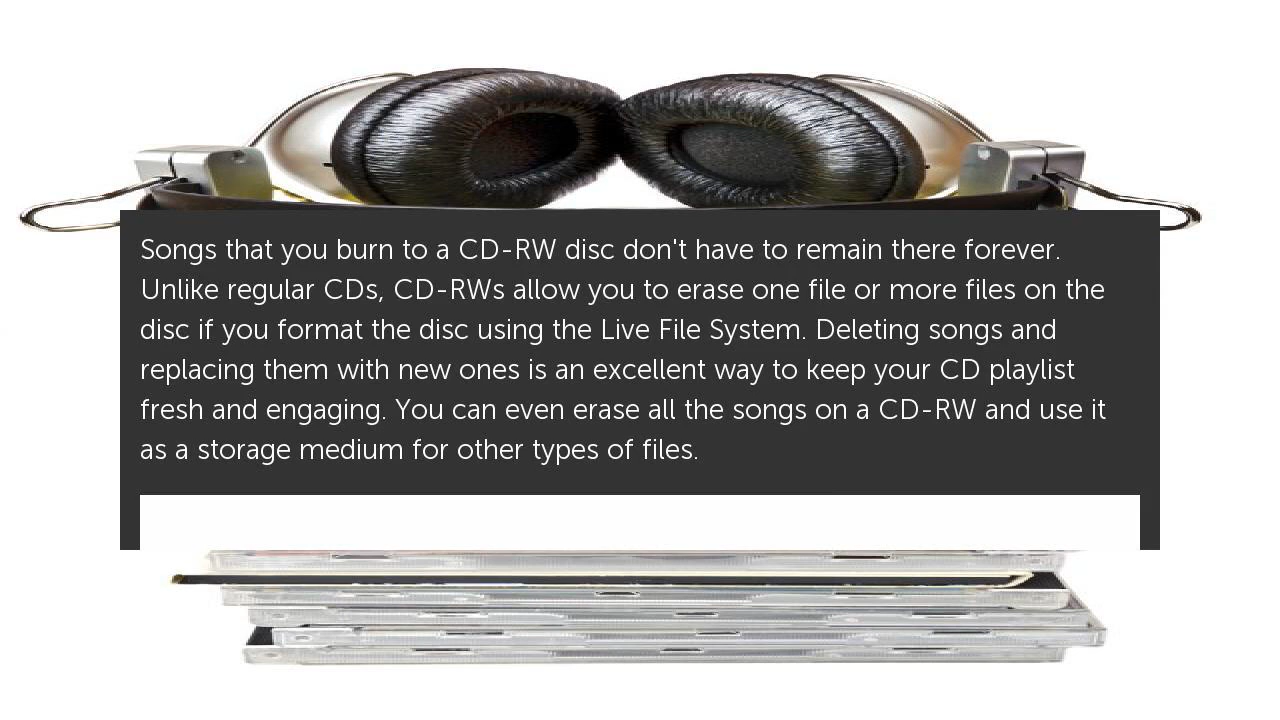 Songs that you burn to a CD-RW disc don't have to remain there forever.
Unlike regular CDs, CD-RWs allow you to erase one file or more files on the
disc if you format the disc using the Live File System. Deleting songs and
replacing them with new ones is an excellent way to keep your CD playlist
fresh and engaging. You can even erase all the songs on a CD-RW and use it
as a storage medium for other types of files.